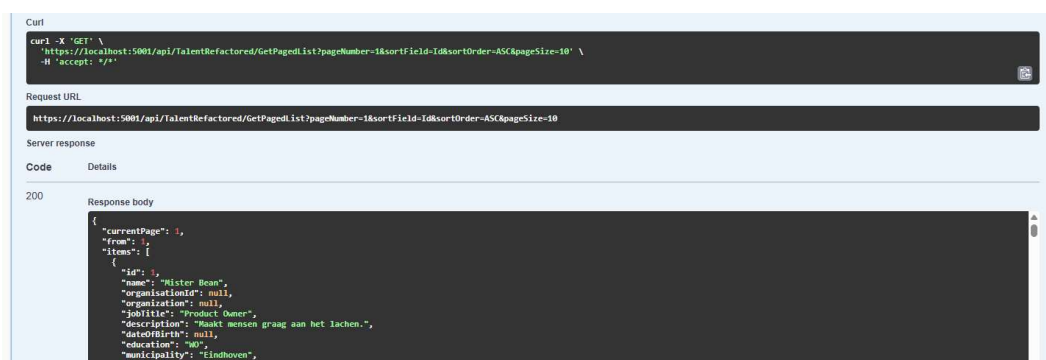 Curl
curl -X 'GET' \
'https://localhost:5001/api/TalentRefactored/GetPagedList?pageNumber=1&sortField=Id&sortOrder=ASC&pageSize=10' \
-H 'accept: */*'
Request URL
https://localhost:5001/api/TalentRefactored/GetPagedList?pageNumber=1&sortField=Id&sortOrder=ASC&pageSize=10
Server response
Code Details
200
Response body
{
"currentPage": 1,
"from": 1,
"items": [
{
"id": 1,
"name": "Mister Bean",
"organisationId": null,
"organization": null,
"jobTitle": "Product Owner",
"description": "Maakt mensen graag aan het lachen.",
"dateOfBirth": null,
"education": "WO",
"municipality": "Eindhoven",